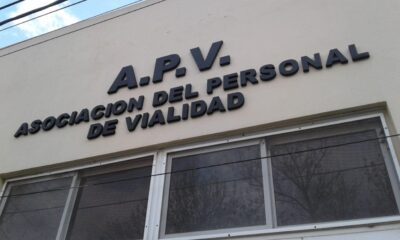 A.P.V.
ASOCIACION DEL PERSONAL
DE VIALIDAD